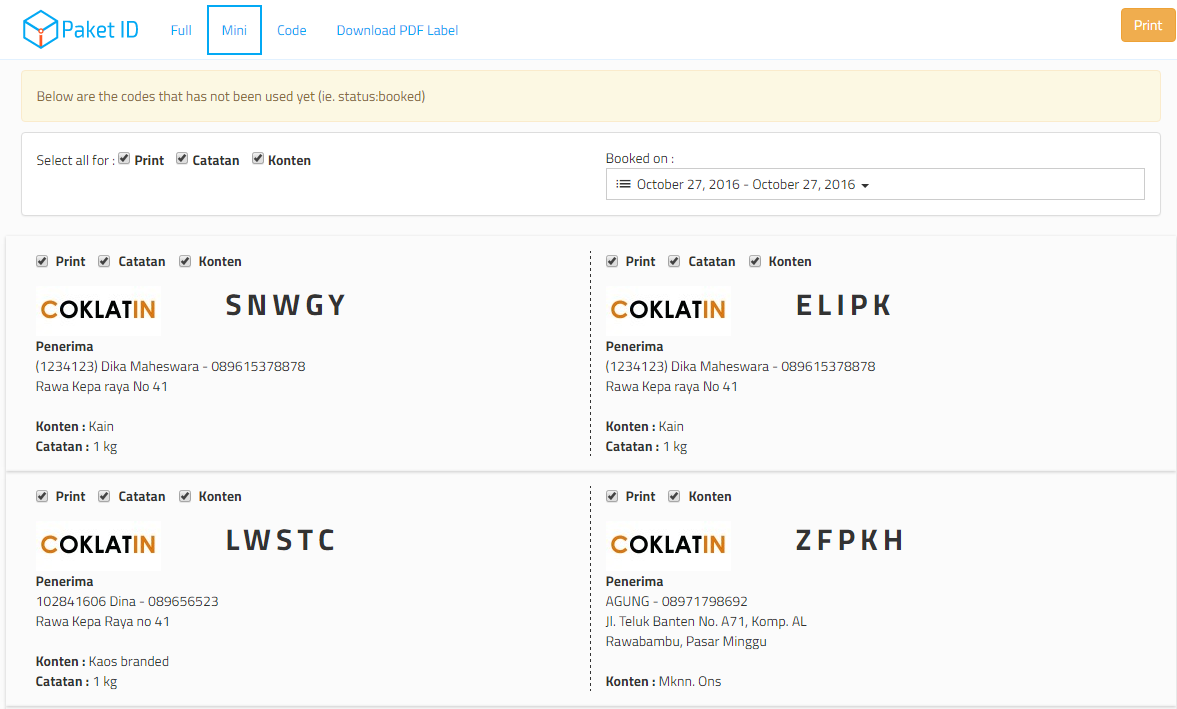 Paket ID Full Mini Code Download PDF Label Print
Below are the codes that has not been used yet (ie. status:booked)
Select all for : Print Catatan Konten
Booked on :
October 27, 2016 - October 27, 2016
Print Catatan Konten
COKLATIN SNWGY
Penerima
(1234123) Dika Maheswara - 089615378878
Rawa Kepa raya No 41
Konten : Kain
Catatan : 1 kg
Print Catatan Konten
COKLATIN ELIPK
Penerima
(1234123) Dika Maheswara - 089615378878
Rawa Kepa raya No 41
Konten : Kain
Catatan : 1 kg
Print Catatan Konten
COKLATIN LWSTC
Penerima
102841606 Dina - 089656523
Rawa Kepa Raya no 41
Konten : Kaos branded
Catatan : 1 kg
Print Konten
COKLATIN ZFPKH
Penerima
AGUNG - 08971798692
Jl. Teluk Banten No. A71, Komp. AL
Rawabambu, Pasar Minggu
Konten : Mknn. Ons